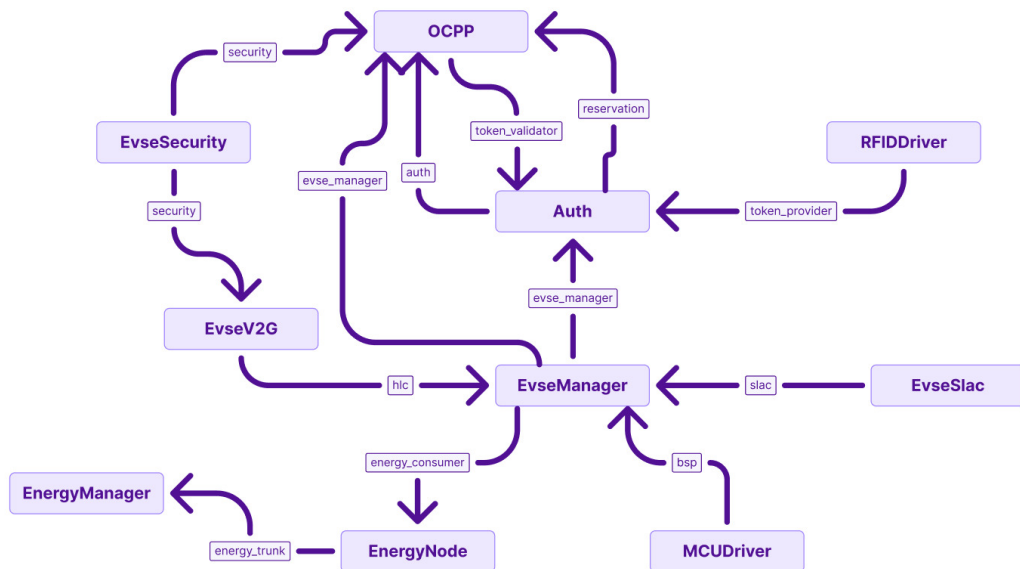 OCPP
security
reservation
token_validator
EvseSecurity
RFIDDriver
auth
evse_manager
security
Auth
token_provider
evse_manager
EvseV2G
hlc
EvseManager
slac
EvseSlac
energy_consumer
bsp
EnergyManager
energy_trunk
EnergyNode
MCUDriver